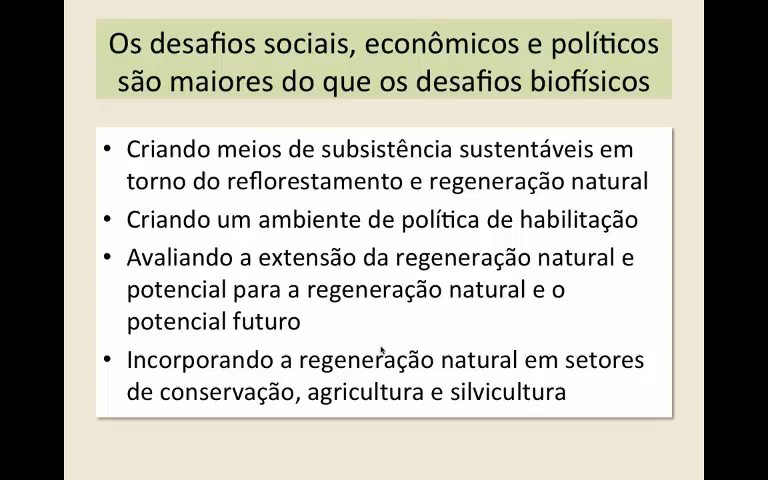 Os desafios sociais, econômicos e políticos
são maiores do que os desafios biofísicos
• Criando meios de subsistência sustentáveis em
torno do reflorestamento e regeneração natural
• Criando um ambiente de política de habilitação
• Avaliando a extensão da regeneração natural e
potencial para a regeneração natural e o
potencial futuro
• Incorporando a regeneração natural em setores
de conservação, agricultura e silvicultura